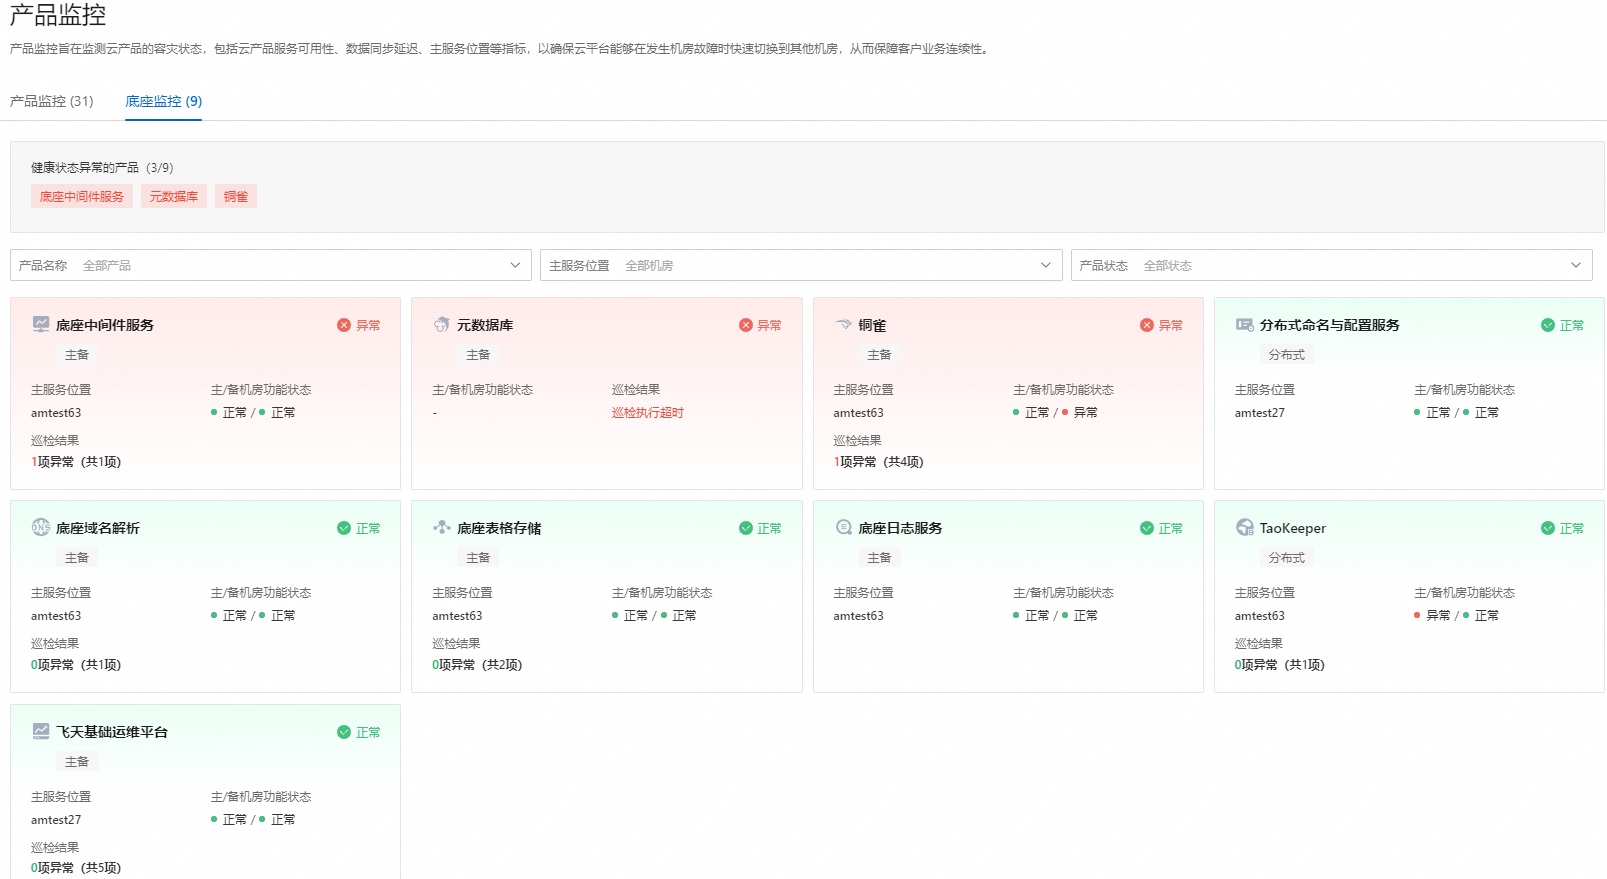 产品监控
产品监控旨在监测云产品的容灾状态，包括云产品服务可用性、数据同步延迟、主服务位置等指标，以确保云平台能够在发生机房故障时快速切换到其他机房，从而保障客户业务连续性。
产品监控 (31) 底座监控 (9)
健康状态异常的产品（3/9）
底座中间件服务 元数据库 铜雀
产品名称 全部产品 主服务位置 全部机房 产品状态 全部状态
底座中间件服务 异常
主备
主服务位置 主/备机房功能状态
amtest63 正常 / 正常
巡检结果
1项异常（共1项）
元数据库 异常
主备
主/备机房功能状态 巡检结果
- 巡检执行超时
铜雀 异常
主备
主服务位置 主/备机房功能状态
amtest63 正常 / 异常
巡检结果
1项异常（共4项）
分布式命名与配置服务 正常
分布式
主服务位置 主/备机房功能状态
amtest27 正常 / 正常
DNS 底座域名解析 正常
主备
主服务位置 主/备机房功能状态
amtest63 正常 / 正常
巡检结果
0项异常（共1项）
底座表格存储 正常
主备
主服务位置 主/备机房功能状态
amtest63 正常 / 正常
巡检结果
0项异常（共2项）
底座日志服务 正常
主备
主服务位置 主/备机房功能状态
amtest63 正常 / 正常
TaoKeeper 正常
分布式
主服务位置 主/备机房功能状态
amtest63 异常 / 正常
巡检结果
0项异常（共1项）
飞天基础运维平台 正常
主备
主服务位置 主/备机房功能状态
amtest27 正常 / 正常
巡检结果
0项异常（共5项）